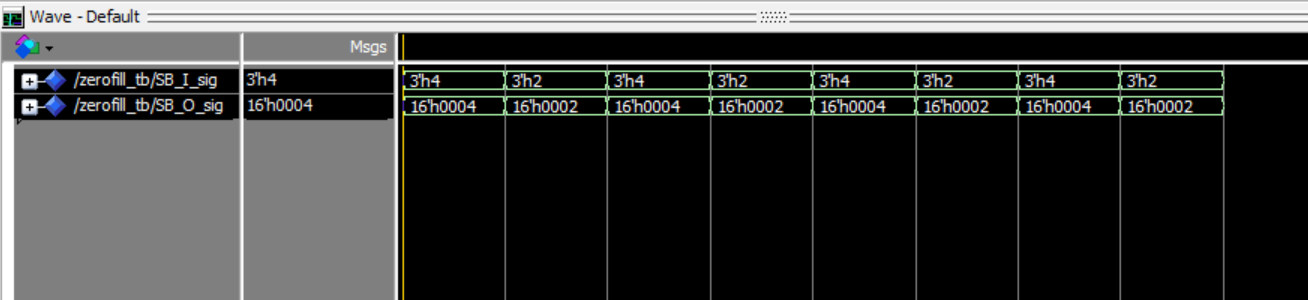 Wave - Default
Msgs
/zerofill_tb/SB_I_sig 3'h4 3'h4 3'h2 3'h4 3'h2 3'h4 3'h2 3'h4 3'h2
/zerofill_tb/SB_O_sig 16'h0004 16'h0004 16'h0002 16'h0004 16'h0002 16'h0004 16'h0002 16'h0004 16'h0002